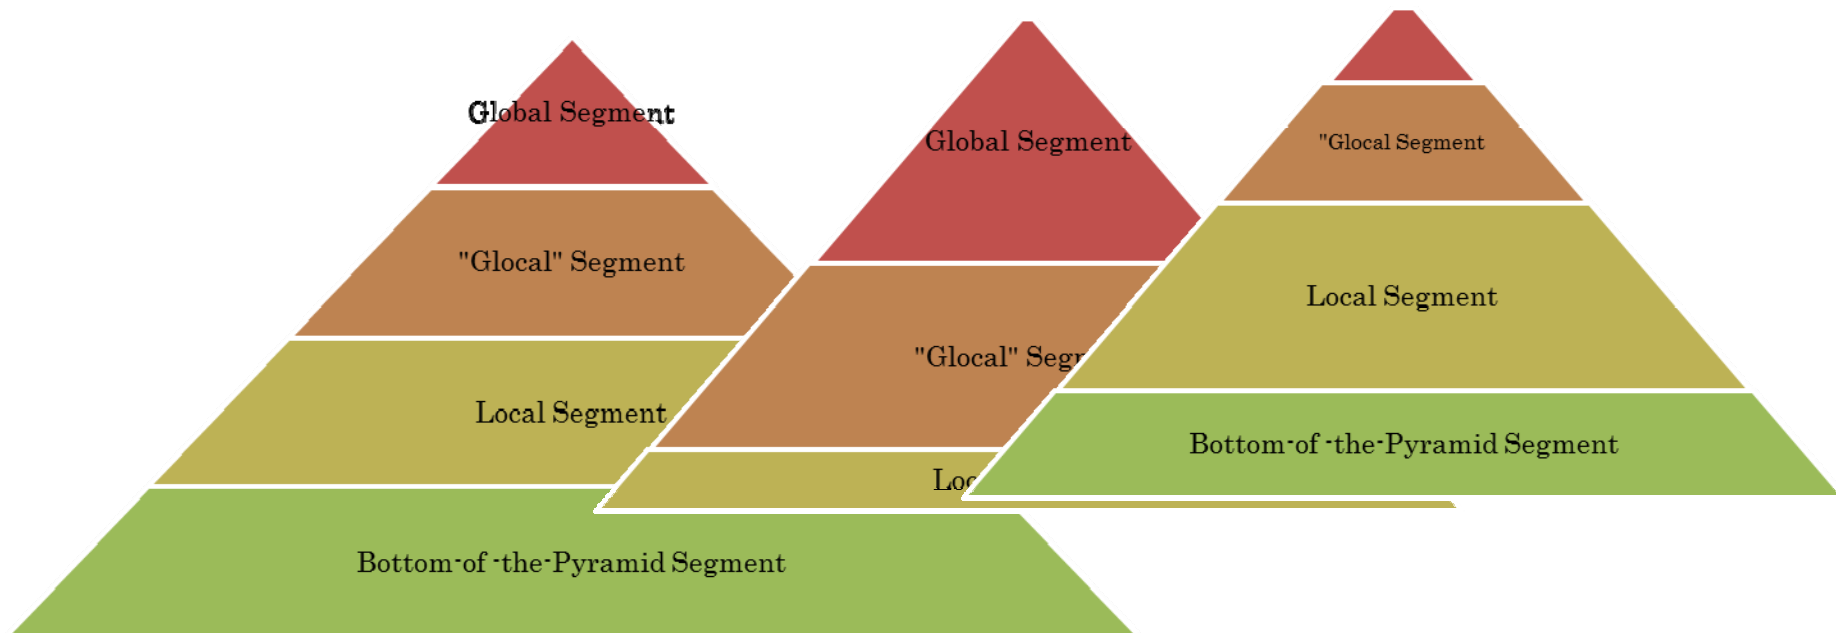 Global Segment
"Glocal" Segment
Local Segment
Bottom-of -the-Pyramid Segment
Global Segment
"Glocal"
"Glocal Segment
Local Segment
Bottom-of -the-Pyramid Segment